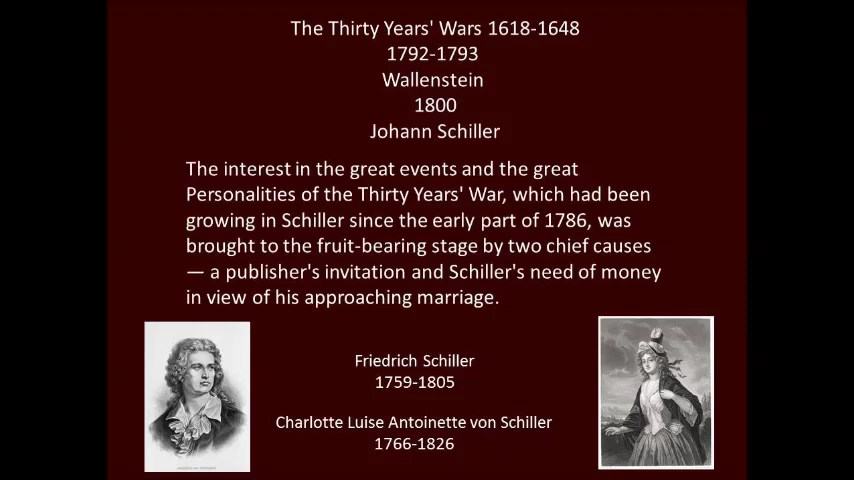 The Thirty Years' Wars 1618-1648
1792-1793
Wallenstein
1800
Johann Schiller
The interest in the great events and the great
Personalities of the Thirty Years' War, which had been
growing in Schiller since the early part of 1786, was
brought to the fruit-bearing stage by two chief causes
— a publisher's invitation and Schiller's need of money
in view of his approaching marriage.
Friedrich Schiller
1759-1805
Charlotte Luise Antoinette von Schiller
1766-1826